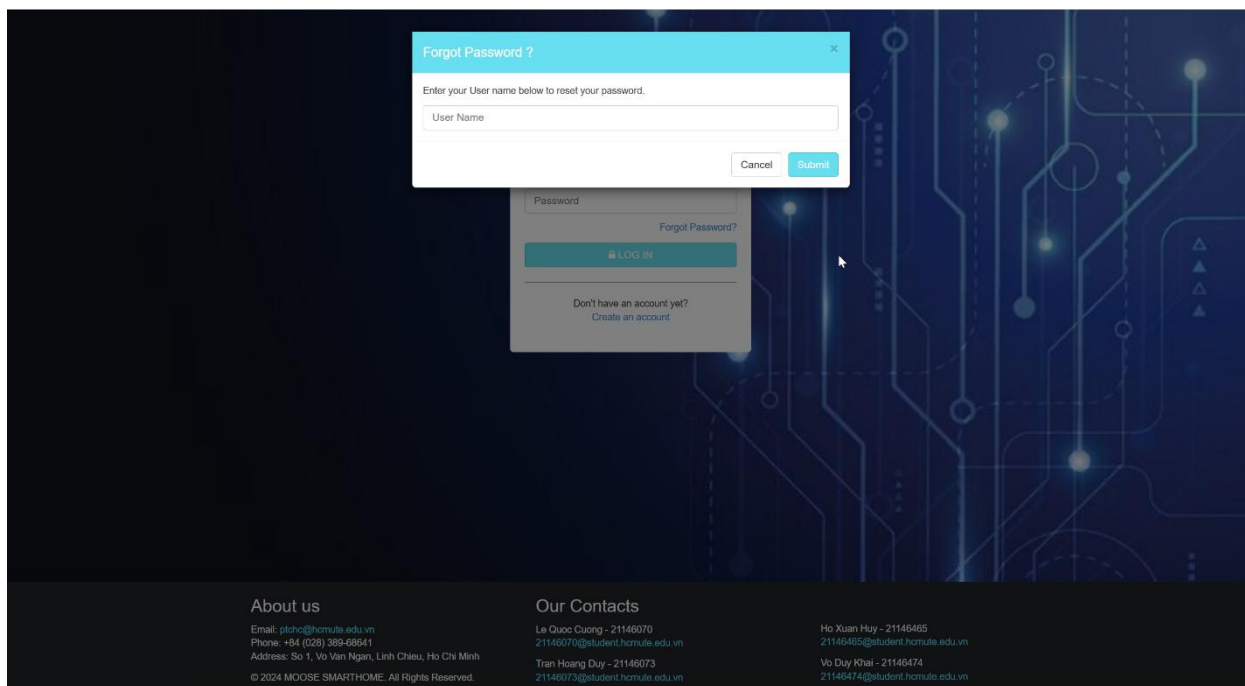 Forgot Password ?
×
Enter your User name below to reset your password.
User Name
Cancel
Submit
Password
Forgot Password?
LOG IN
Don't have an account yet?
Create an account
About us
Email: ptchc@hcmute.edu.vn
Phone: +84 (028) 389-68641
Address: So 1, Vo Van Ngan, Linh Chieu, Ho Chi Minh
© 2024 MOOSE SMARTHOME. All Rights Reserved.
Our Contacts
Le Quoc Cuong - 21146070
21146070@student.hcmute.edu.vn
Tran Hoang Duy - 21146073
21146073@student.hcmute.edu.vn
Ho Xuan Huy - 21146465
21146465@student.hcmute.edu.vn
Vo Duy Khai - 21146474
21146474@student.hcmute.edu.vn